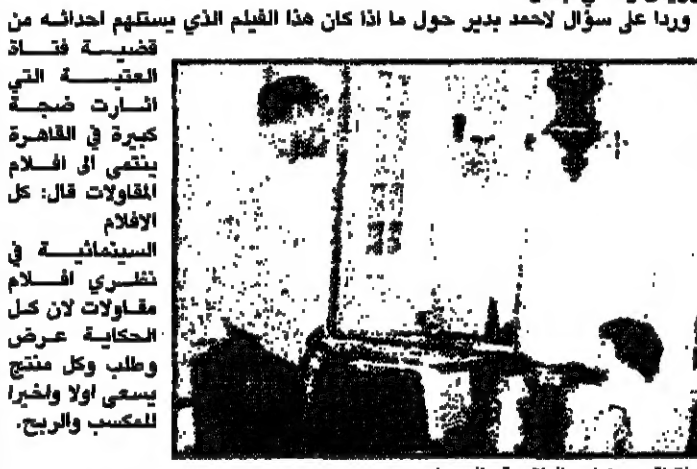 وردا على سؤال لاحمد بدير حول ما اذا كان هذا الفيلم الذي يستلهم احداثه من
قضية فتاة
العتبة التي
اثارت ضجة
كبيرة في القاهرة
ينتمي الى افلام
المقاولات قال: كل
الافلام
السينمائية في
نظري افلام
مقاولات لان كل
الحكاية عرض
وطلب وكل منتج
يسعى اولا واخيرا
للمكسب والربح.